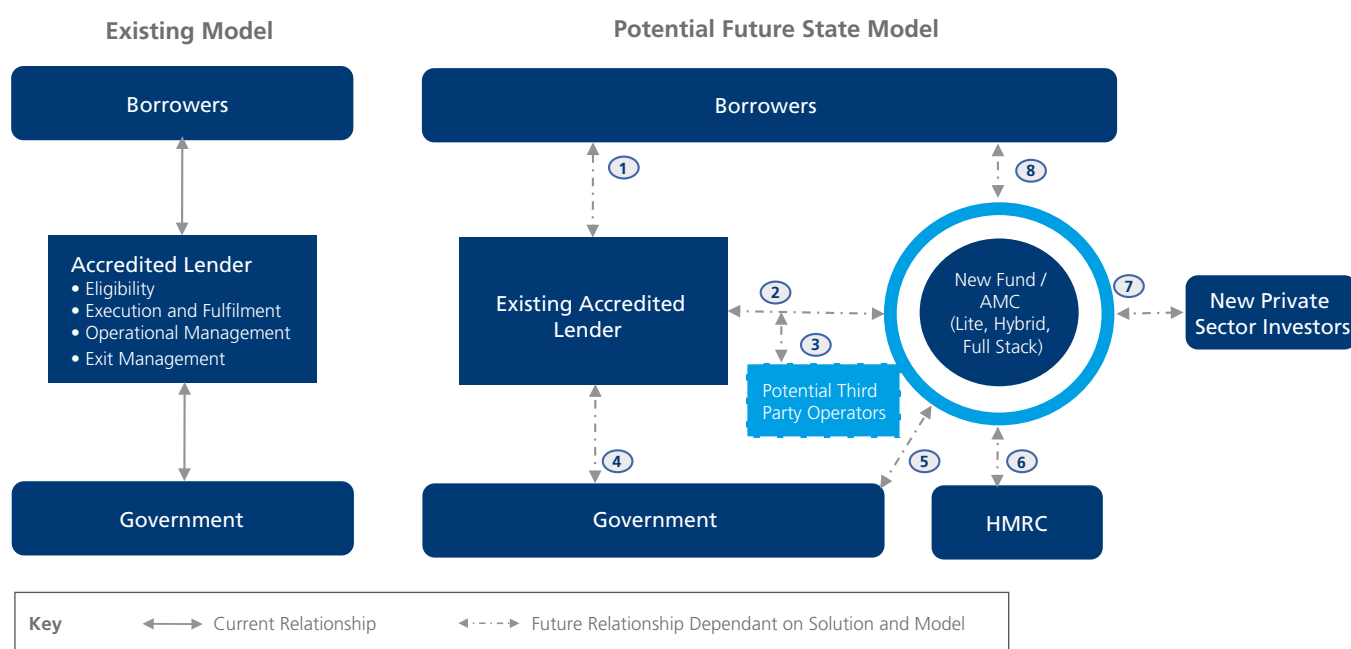 Existing Model
Borrowers
Accredited Lender
• Eligibility
• Execution and Fulfilment
• Operational Management
• Exit Management
Government
Potential Future State Model
Borrowers
1
8
Existing Accredited
Lender
2
3
Potential Third
Party Operators
New Fund /
AMC
(Lite, Hybrid,
Full Stack)
7
New Private
Sector Investors
4
5
6
Government
HMRC
Key
Current Relationship
Future Relationship Dependant on Solution and Model